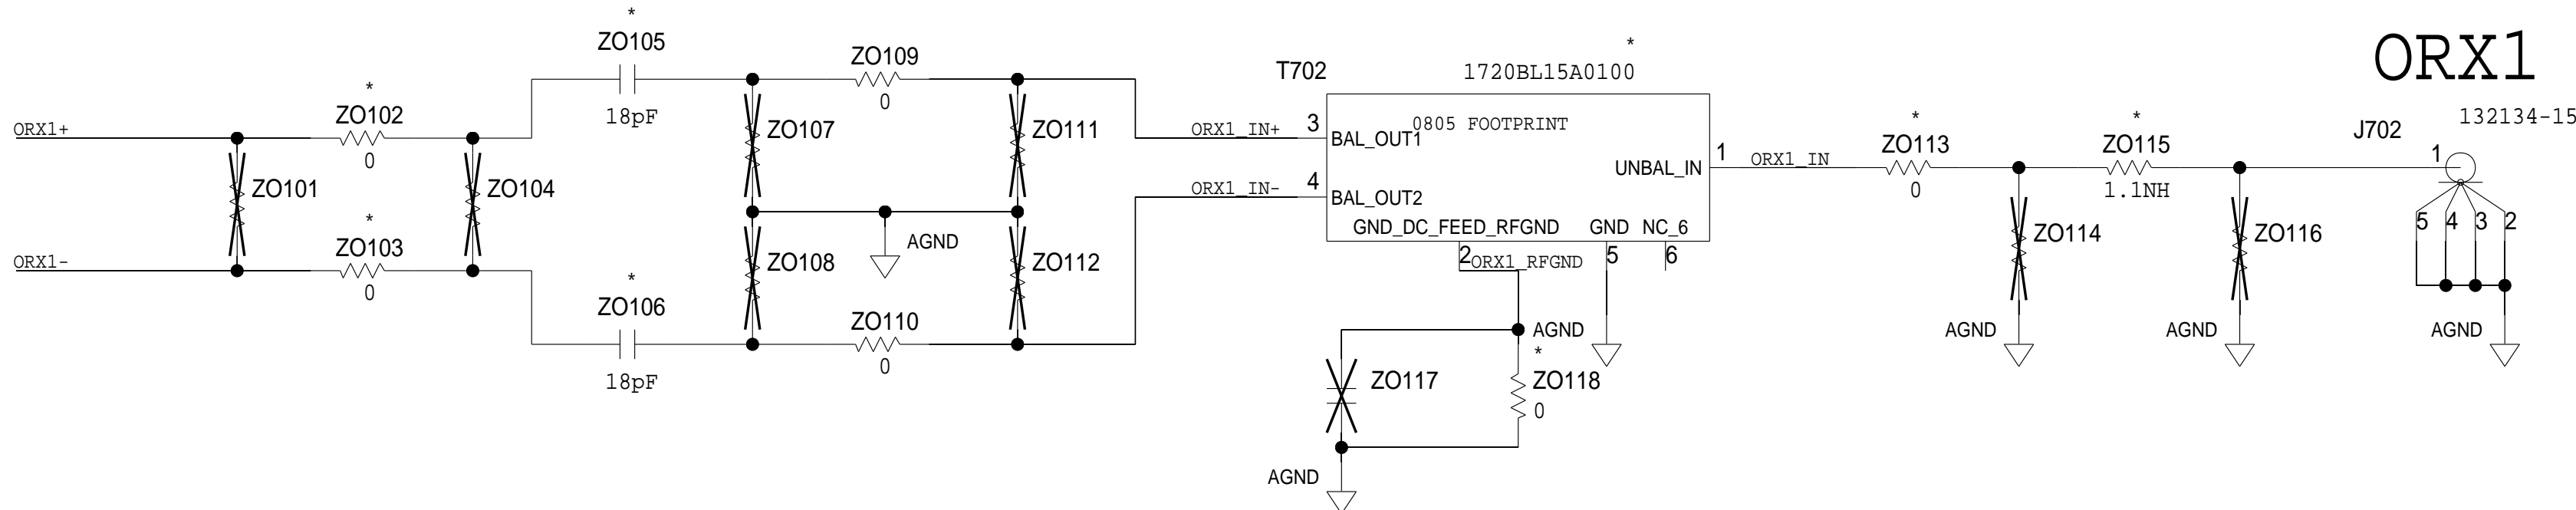 *
ZO105
18pF
ZO109
0
*
ZO102
0
ORX1+
ZO101
ZO104
*
ZO103
0
ORX1-
*
ZO106
18pF
ZO107
ZO111
AGND
ZO108
ZO112
ZO110
0
T702
*
1720BL15A0100
0805 FOOTPRINT
ORX1_IN+
3
BAL_OUT1
ORX1_IN-
4
BAL_OUT2
UNBAL_IN
1
ORX1_IN
GND_DC_FEED_RFGND
GND
NC_6
2
ORX1_RFGND
5
6
AGND
*
ZO118
0
ZO117
AGND
*
ZO113
0
*
ZO115
1.1NH
ZO114
AGND
ZO116
AGND
ORX1
132134-15
J702
1
5
4
3
2
AGND